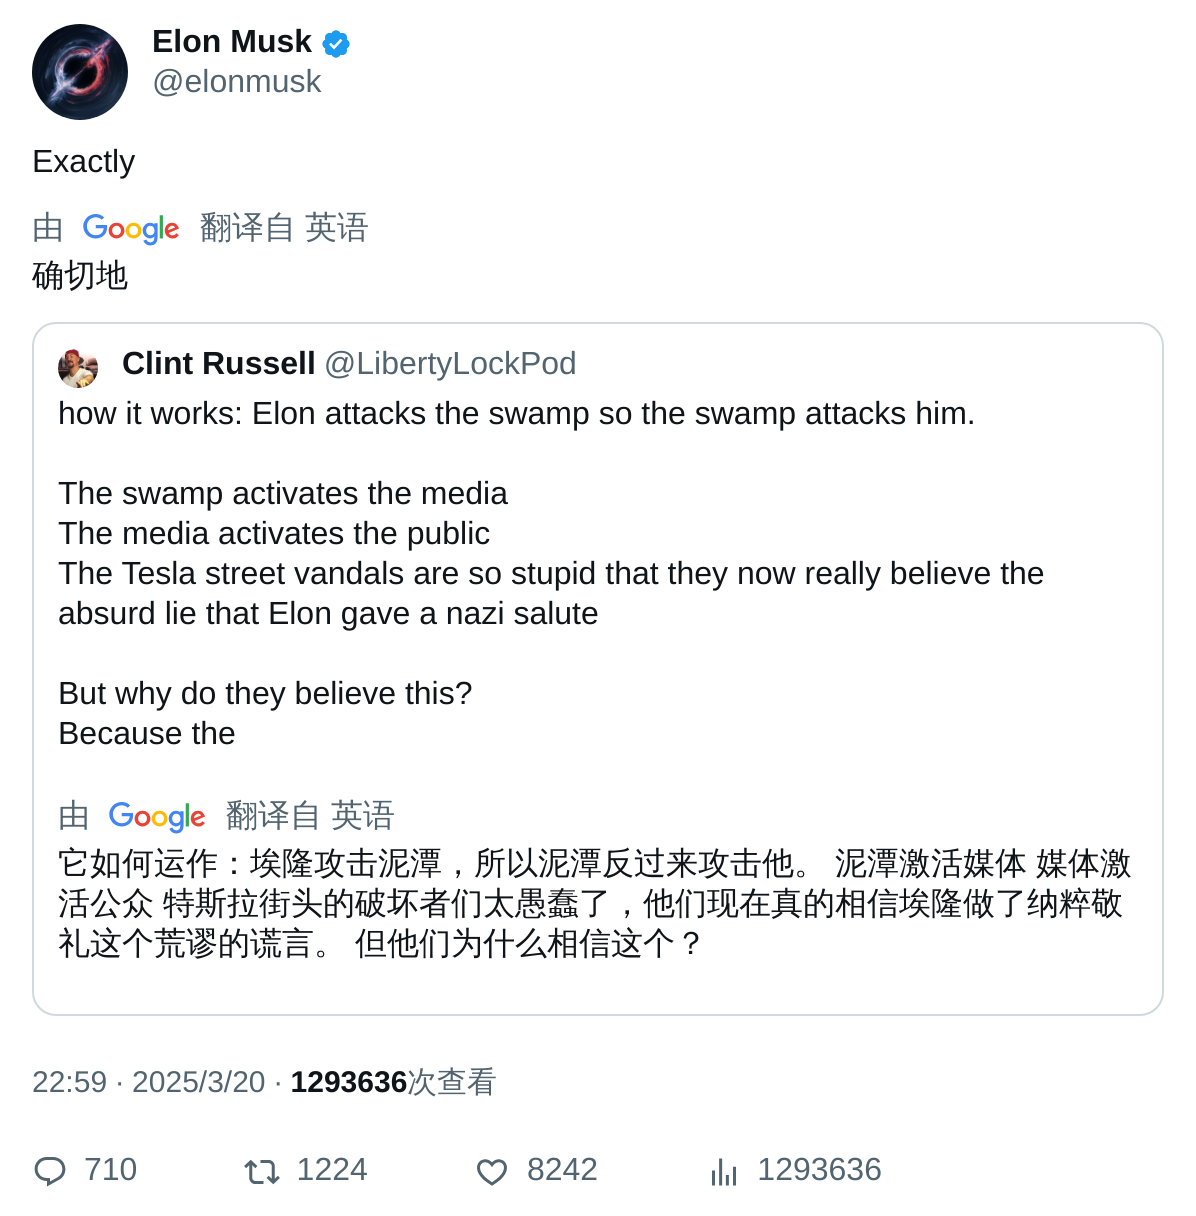 Elon Musk
@elonmusk
Exactly
由 Google 翻译自 英语
确切地
Clint Russell @LibertyLockPod
how it works: Elon attacks the swamp so the swamp attacks him.
The swamp activates the media
The media activates the public
The Tesla street vandals are so stupid that they now really believe the
absurd lie that Elon gave a nazi salute
But why do they believe this?
Because the
由 Google 翻译自 英语
它如何运作：埃隆攻击泥潭，所以泥潭反过来攻击他。 泥潭激活媒体 媒体激
活公众 特斯拉街头的破坏者们太愚蠢了，他们现在真的相信埃隆做了纳粹敬
礼这个荒谬的谎言。 但他们为什么相信这个？
22:59 · 2025/3/20 · 1293636次查看
710 1224 8242 1293636